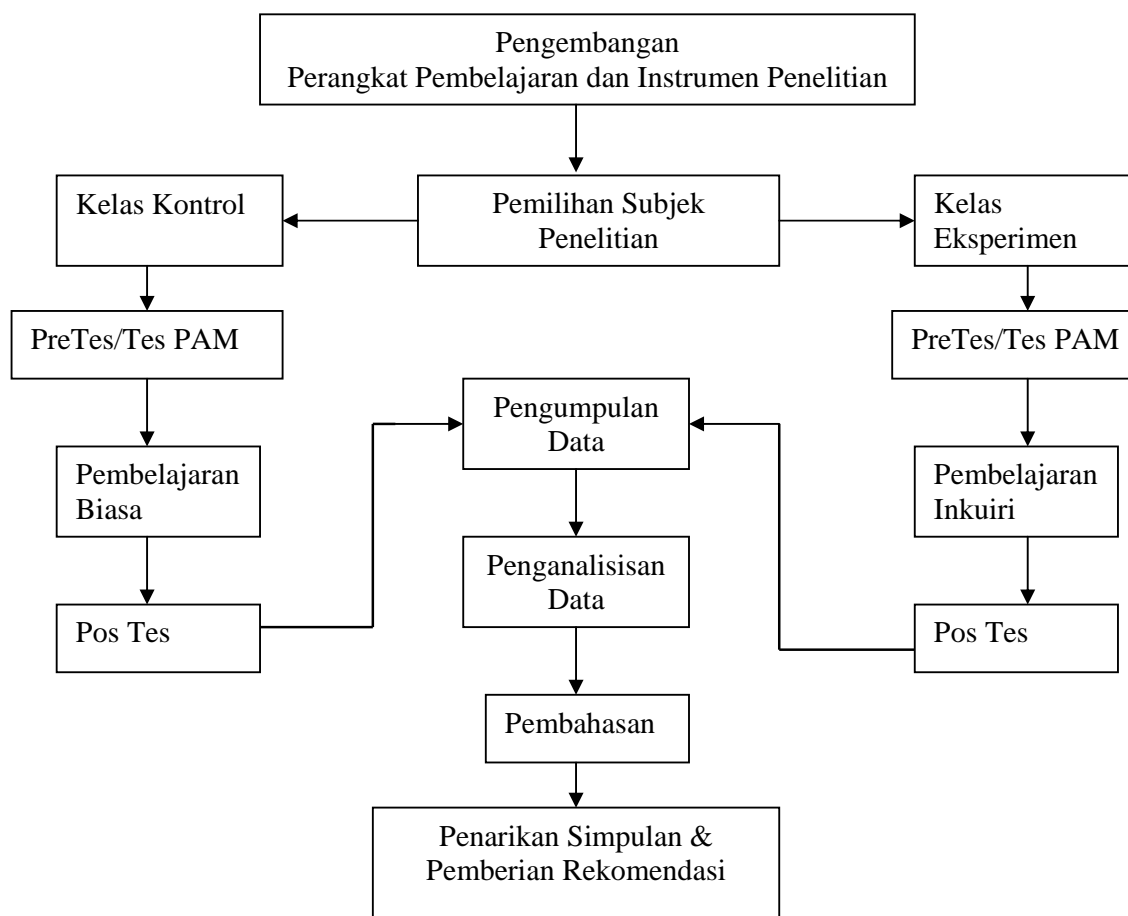 Pengembangan
Perangkat Pembelajaran dan Instrumen Penelitian
Kelas Kontrol
Pemilihan Subjek
Penelitian
Kelas
Eksperimen
PreTes/Tes PAM
PreTes/Tes PAM
Pengumpulan
Data
Pembelajaran
Biasa
Pembelajaran
Inkuiri
Penganalisisan
Data
Pos Tes
Pos Tes
Pembahasan
Penarikan Simpulan &
Pemberian Rekomendasi